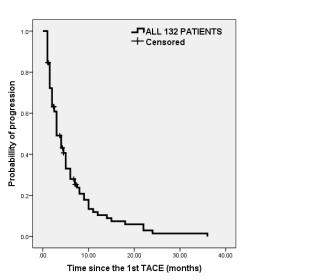 ALL 132 PATIENTS
Censored
1.0
0.8
0.6
0.4
0.2
0.0
Probability of progression
.00 10.00 20.00 30.00 40.00
Time since the 1st TACE (months)